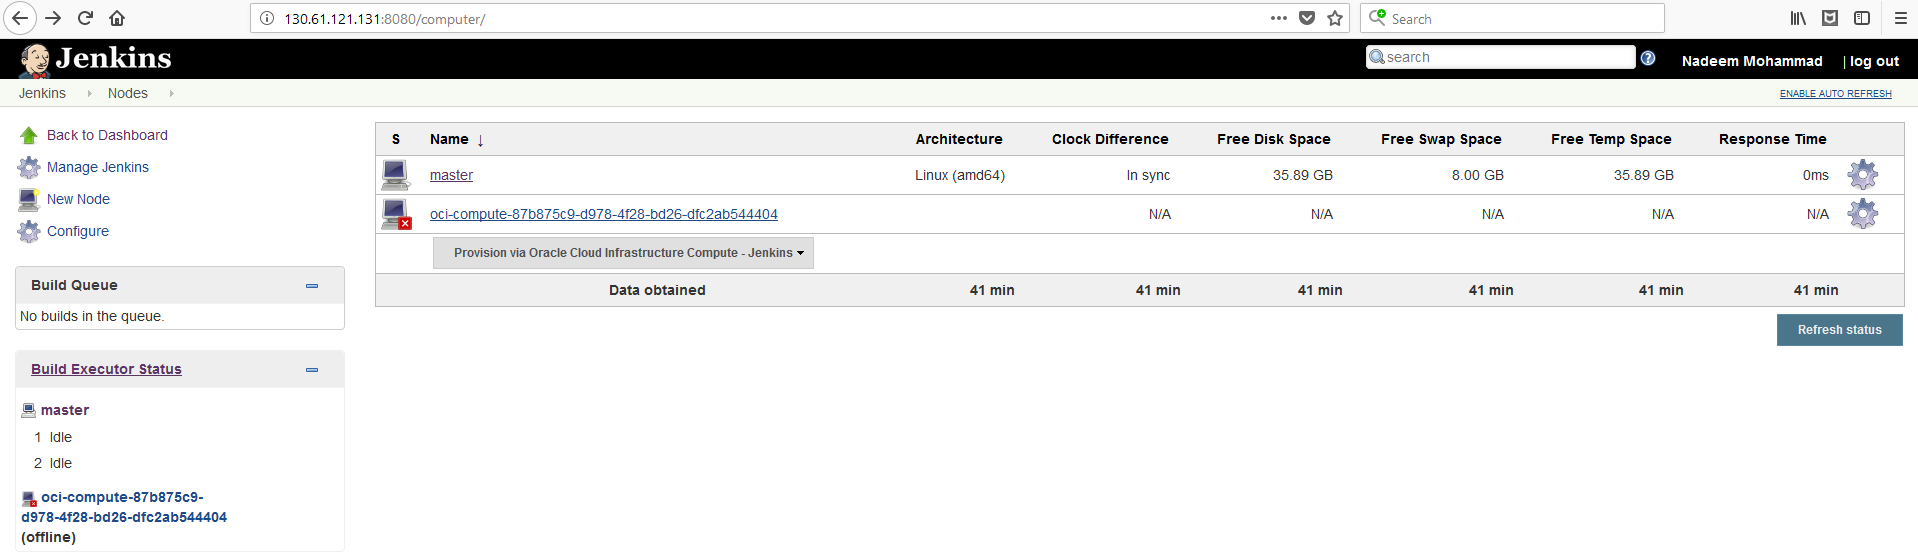 130.61.121.131:8080/computer/
Search
Jenkins
search
Nadeem Mohammad
| log out
Jenkins
Nodes
ENABLE AUTO REFRESH
Back to Dashboard
Manage Jenkins
New Node
Configure
Build Queue
No builds in the queue.
Build Executor Status
master
1 Idle
2 Idle
oci-compute-87b875c9-
d978-4f28-bd26-dfc2ab544404
(offline)
S Name ↓ Architecture Clock Difference Free Disk Space Free Swap Space Free Temp Space Response Time
master Linux (amd64) In sync 35.89 GB 8.00 GB 35.89 GB 0ms
oci-compute-87b875c9-d978-4f28-bd26-dfc2ab544404 N/A N/A N/A N/A N/A
Provision via Oracle Cloud Infrastructure Compute - Jenkins
Data obtained 41 min 41 min 41 min 41 min 41 min 41 min
Refresh status